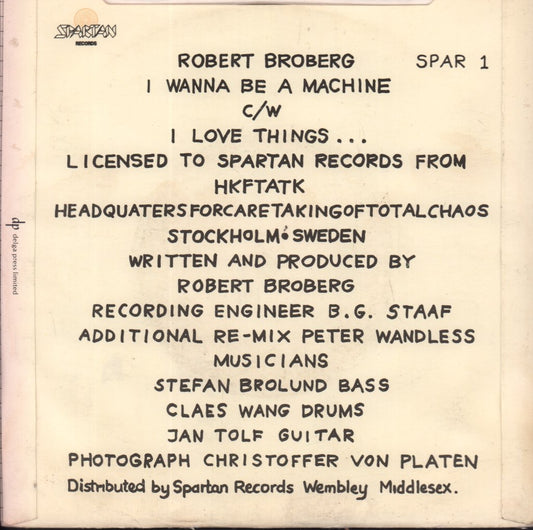 SPARTAN
RECORDS
ROBERT BROBERG SPAR 1
I WANNA BE A MACHINE
C/W
I LOVE THINGS...
LICENSED TO SPARTAN RECORDS FROM
HKFTATK
HEADQUATERSFORCARETAKINGOFTOTALCHAOS
STOCKHOLM SWEDEN
WRITTEN AND PRODUCED BY
ROBERT BROBERG
RECORDING ENGINEER B.G. STAAF
ADDITIONAL RE-MIX PETER WANDLESS
MUSICIANS
STEFAN BROLUND BASS
CLAES WANG DRUMS
JAN TOLF GUITAR
PHOTOGRAPH CHRISTOFFER VON PLATEN
Distributed by Spartan Records Wembley Middlesex.
dp delga press limited